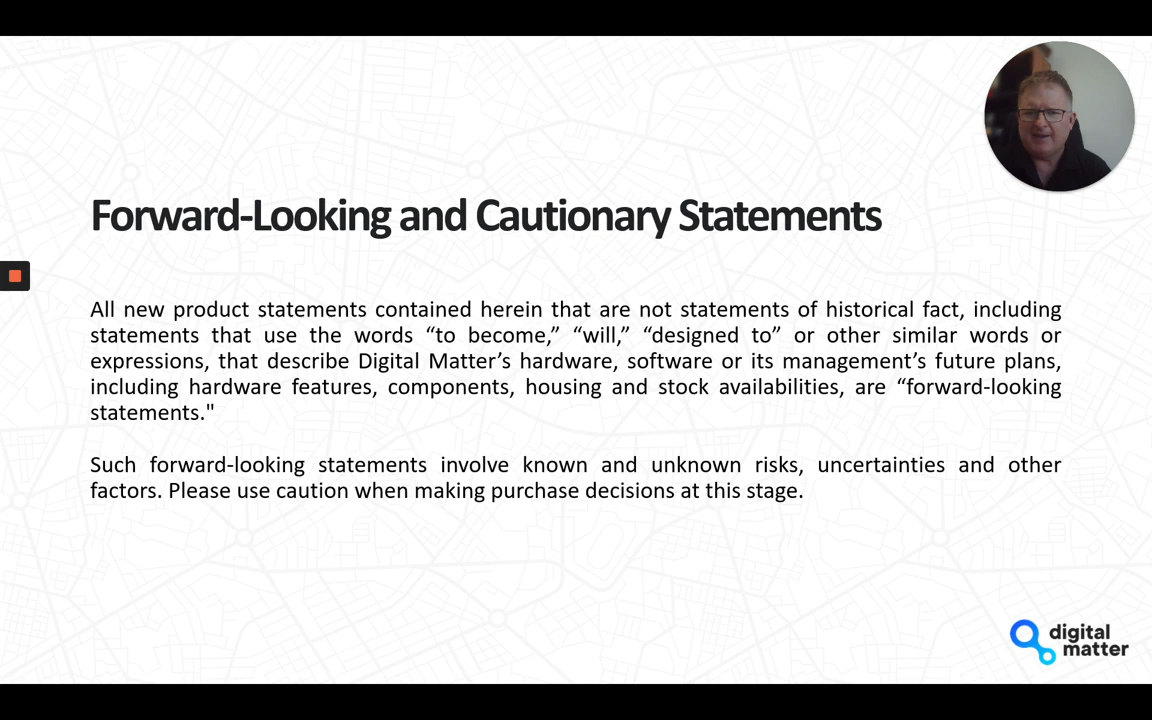 Forward-Looking and Cautionary Statements
All new product statements contained herein that are not statements of historical fact, including
statements that use the words “to become,” “will,” “designed to” or other similar words or
expressions, that describe Digital Matter’s hardware, software or its management’s future plans,
including hardware features, components, housing and stock availabilities, are “forward-looking
statements."
Such forward-looking statements involve known and unknown risks, uncertainties and other
factors. Please use caution when making purchase decisions at this stage.
digital
matter